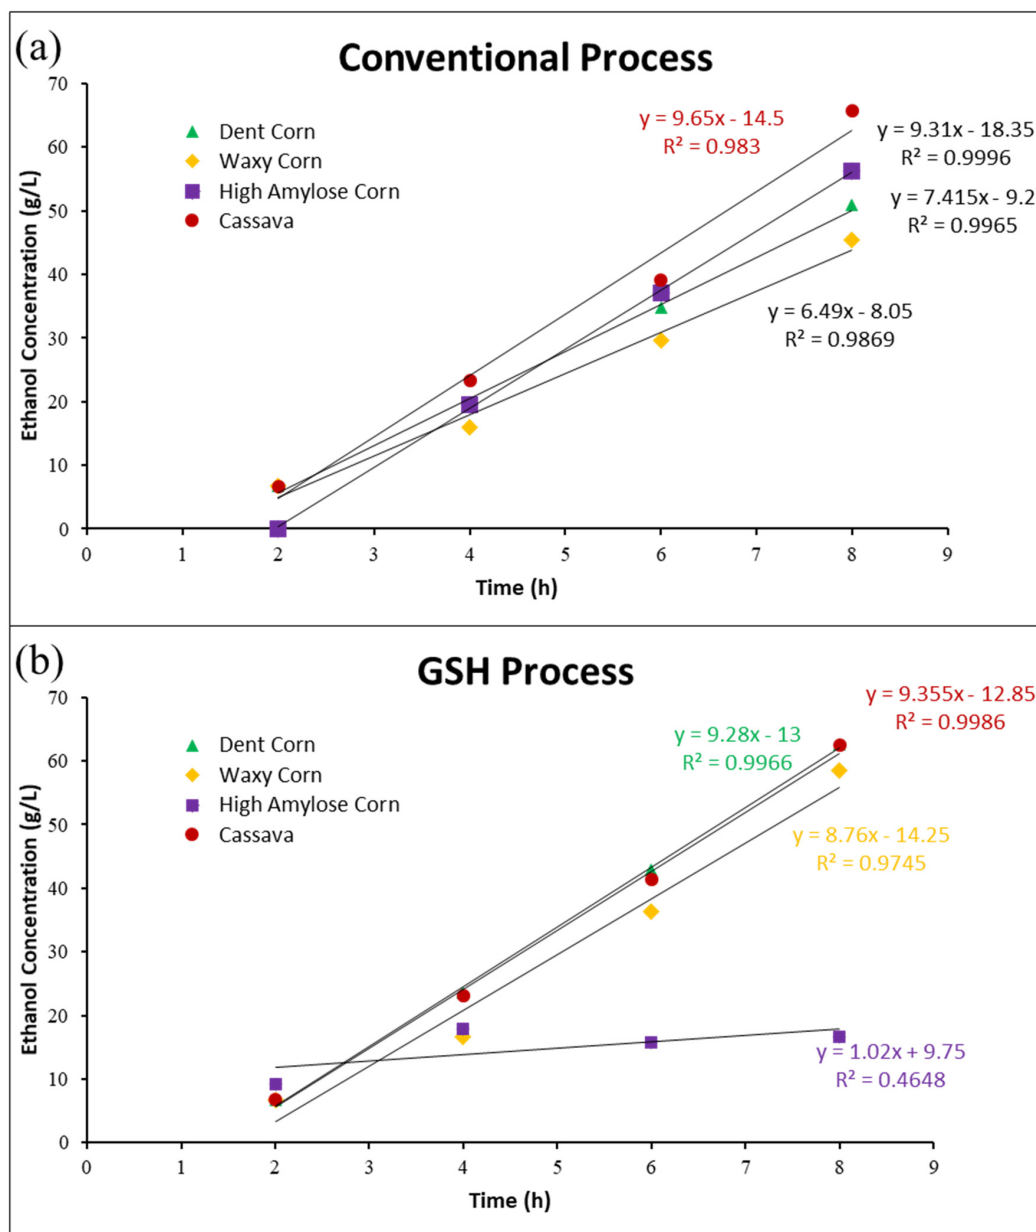 (a)
Conventional Process
70
60
50
40
30
20
10
0
Ethanol Concentration (g/L)
Dent Corn
Waxy Corn
High Amylose Corn
Cassava
y = 9.65x - 14.5
R² = 0.983
y = 9.31x - 18.35
R² = 0.9996
y = 7.415x - 9.2
R² = 0.9965
y = 6.49x - 8.05
R² = 0.9869
0 1 2 3 4 5 6 7 8 9
Time (h)
(b)
GSH Process
70
60
50
40
30
20
10
0
Ethanol Concentration (g/L)
Dent Corn
Waxy Corn
High Amylose Corn
Cassava
y = 9.355x - 12.85
R² = 0.9986
y = 9.28x - 13
R² = 0.9966
y = 8.76x - 14.25
R² = 0.9745
y = 1.02x + 9.75
R² = 0.4648
0 1 2 3 4 5 6 7 8 9
Time (h)